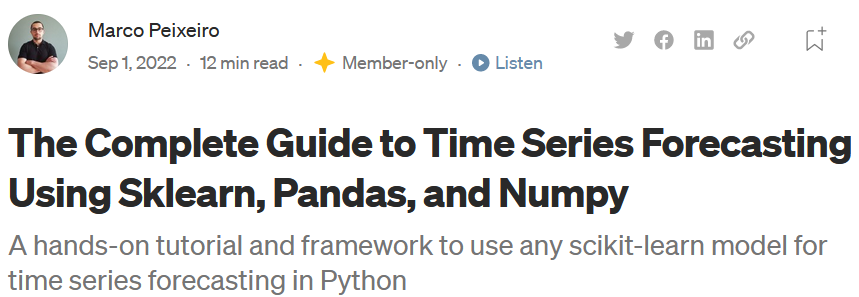 Marco Peixeiro
Sep 1, 2022 · 12 min read · Member-only · Listen
The Complete Guide to Time Series Forecasting
Using Sklearn, Pandas, and Numpy
A hands-on tutorial and framework to use any scikit-learn model for
time series forecasting in Python